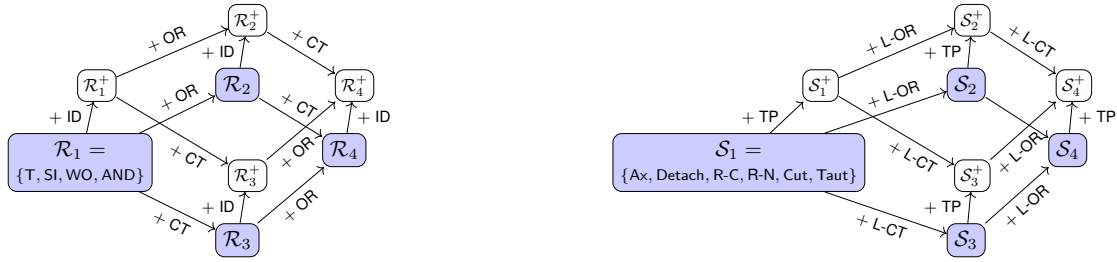 R₂⁺
+ OR
+ CT
+ ID
R₁⁺
R₂
R₄⁺
+ OR
+ CT
+ ID
+ ID
R₁ =
{T, SI, WO, AND}
+ CT
+ OR
R₄
R₃⁺
+ ID
+ OR
+ CT
R₃
S₂⁺
+ L-OR
+ L-CT
+ TP
S₁⁺
S₂
S₄⁺
+ L-OR
+ TP
+ TP
S₁ =
{Ax, Detach, R-C, R-N, Cut, Taut}
+ L-CT
+ L-OR
S₄
S₃⁺
+ TP
+ L-OR
+ L-CT
S₃